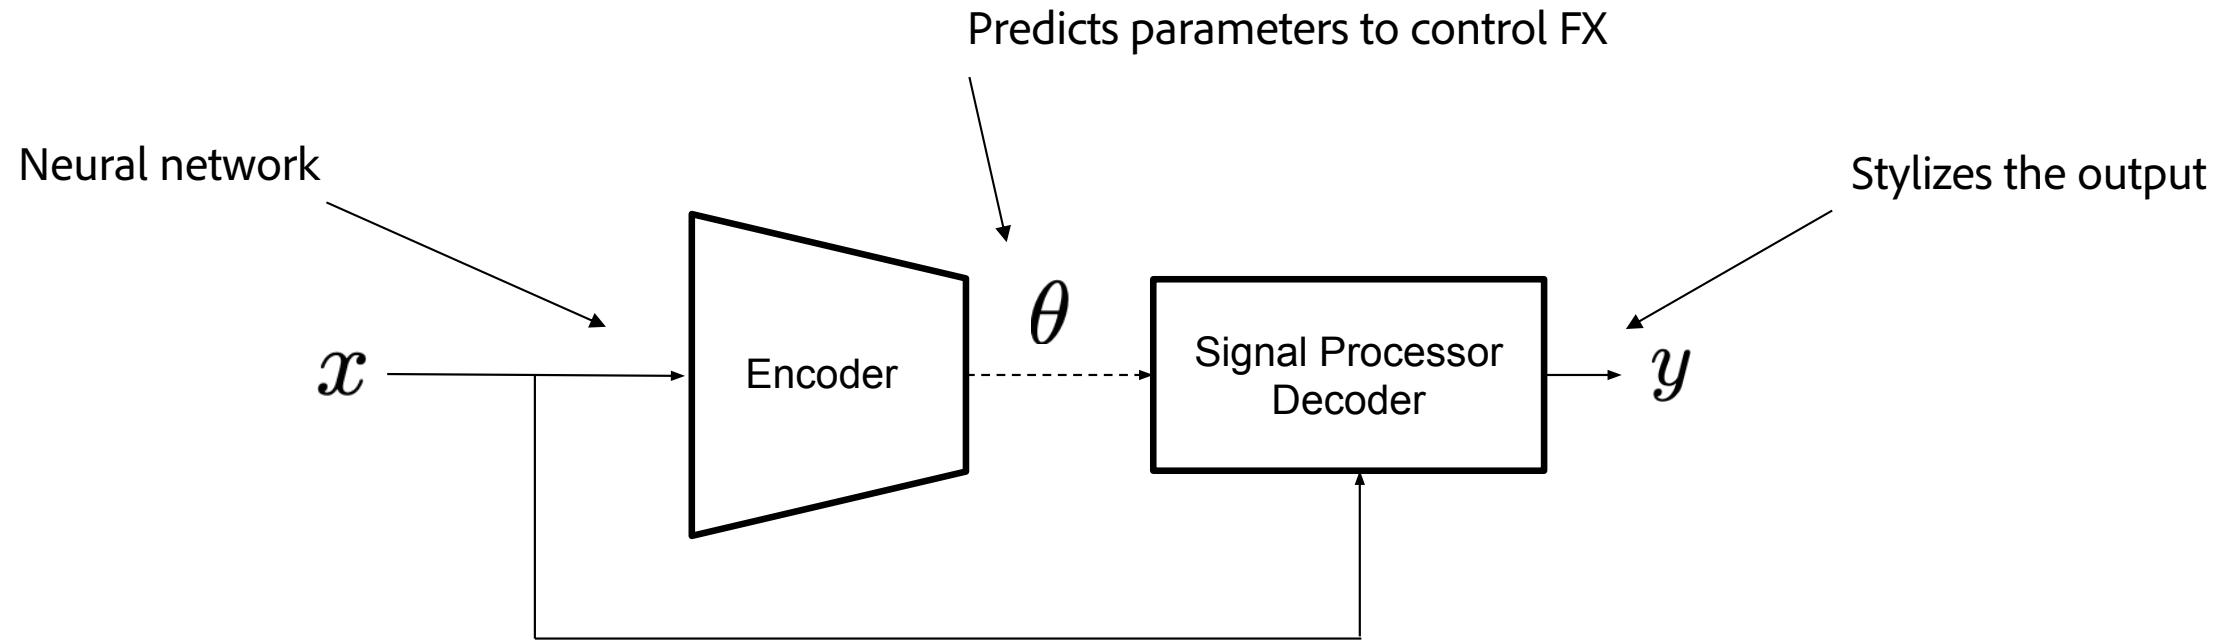 Predicts parameters to control FX
Neural network
Stylizes the output
θ
x
Encoder
Signal Processor
Decoder
y